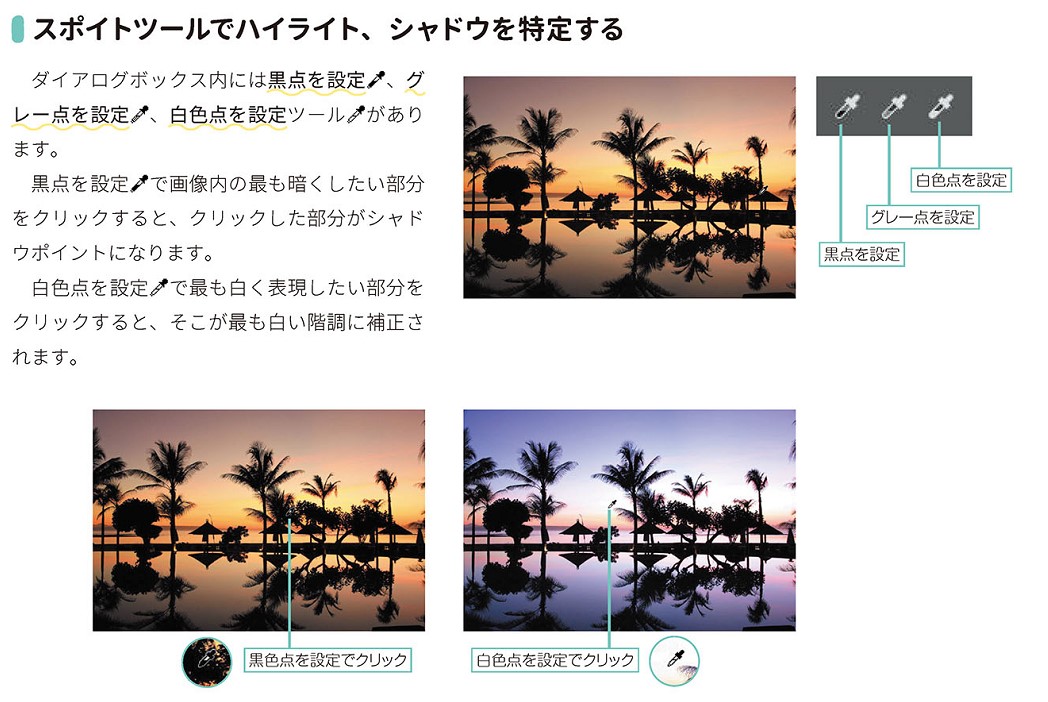 スポイトツールでハイライト、シャドウを特定する
ダイアログボックス内には黒点を設定、グ
レー点を設定、白色点を設定ツールがあり
ます。
黒点を設定で画像内の最も暗くしたい部分
をクリックすると、クリックした部分がシャド
ウポイントになります。
白色点を設定で最も白く表現したい部分を
クリックすると、そこが最も白い階調に補正さ
れます。
白色点を設定
グレー点を設定
黒点を設定
黒色点を設定でクリック
白色点を設定でクリック